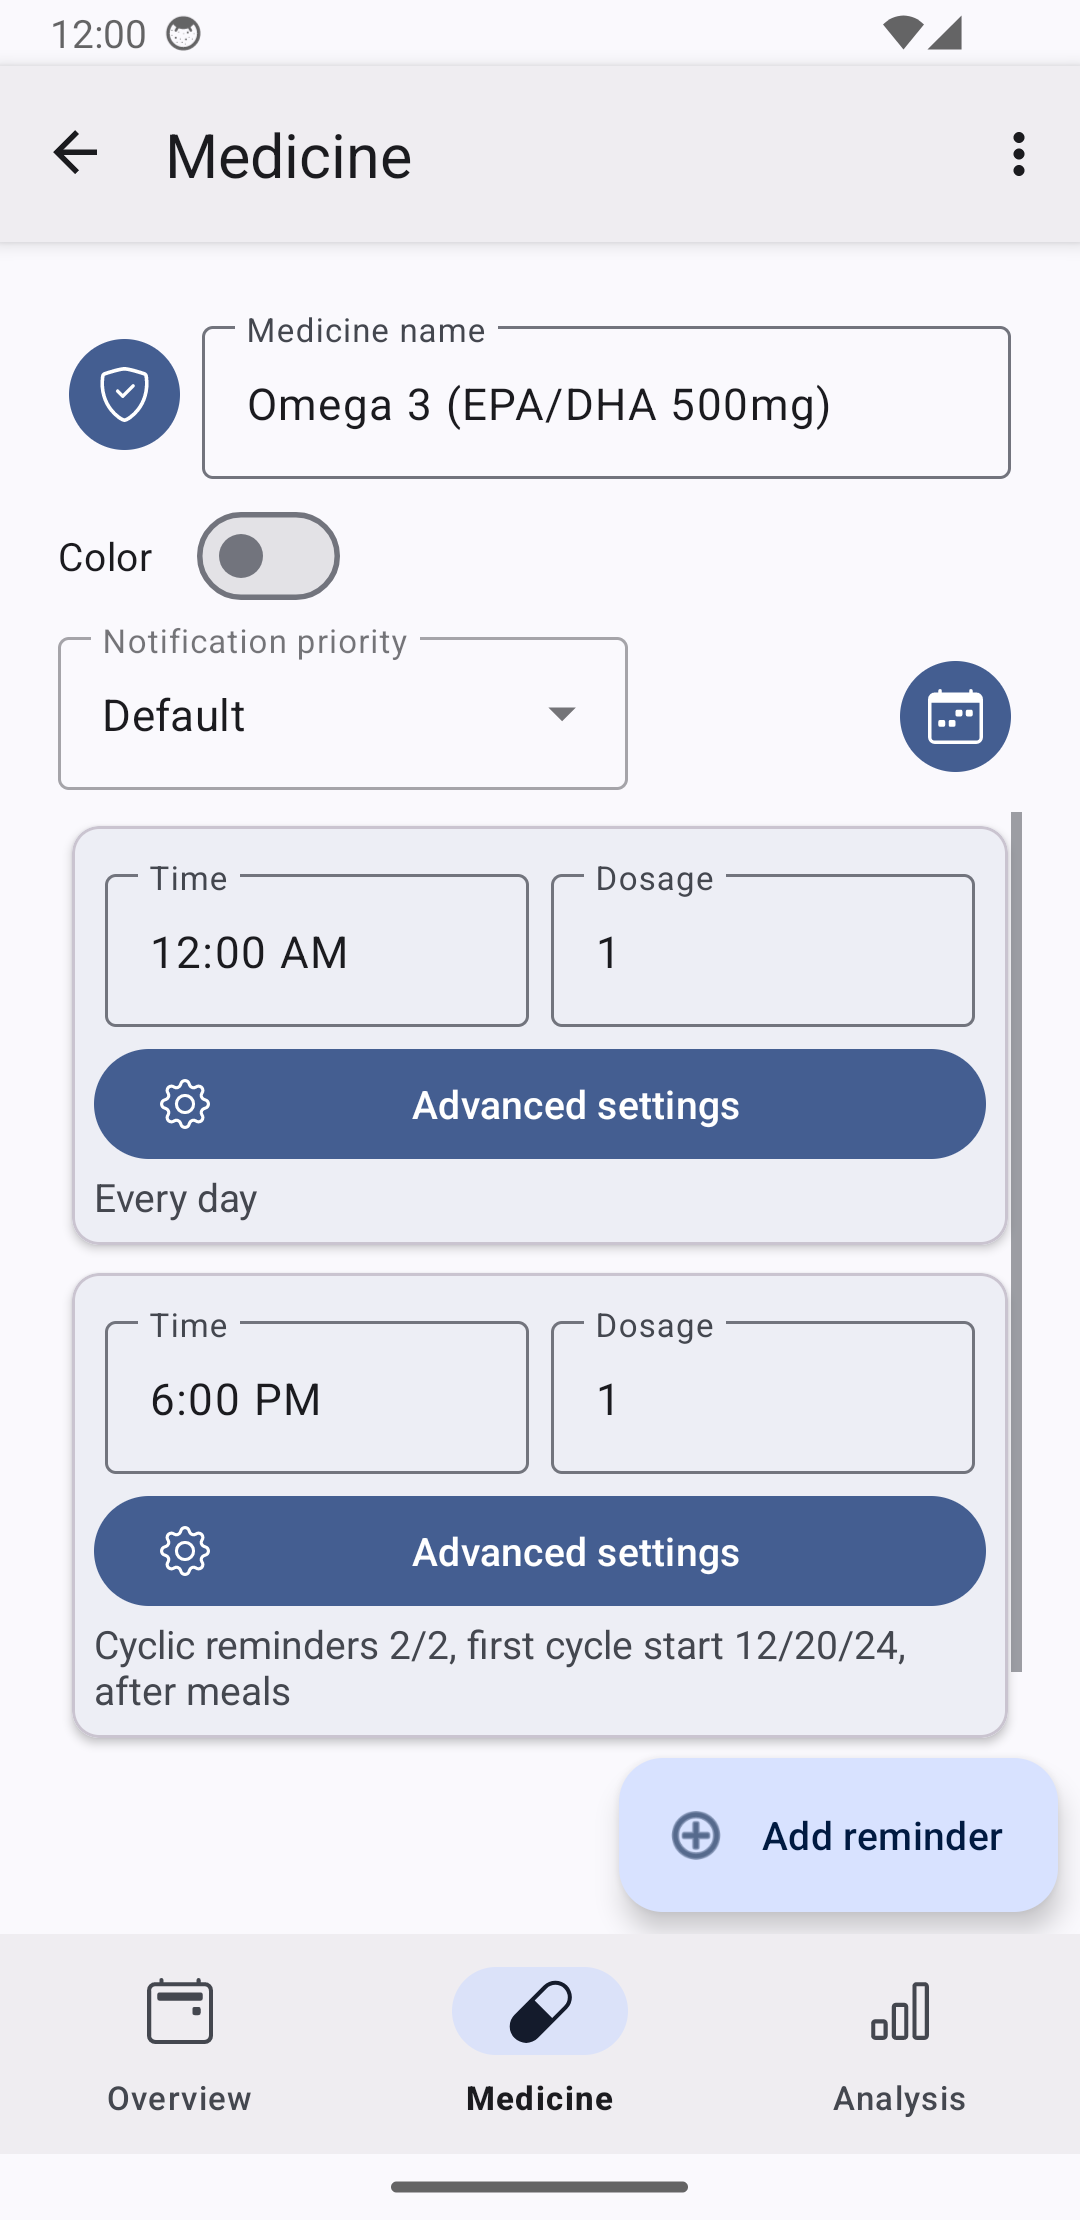 12:00
Medicine
Medicine name
Omega 3 (EPA/DHA 500mg)
Color
Notification priority
Default
Time
12:00 AM
Dosage
1
Advanced settings
Every day
Time
6:00 PM
Dosage
1
Advanced settings
Cyclic reminders 2/2, first cycle start 12/20/24,
after meals
Add reminder
Overview
Medicine
Analysis